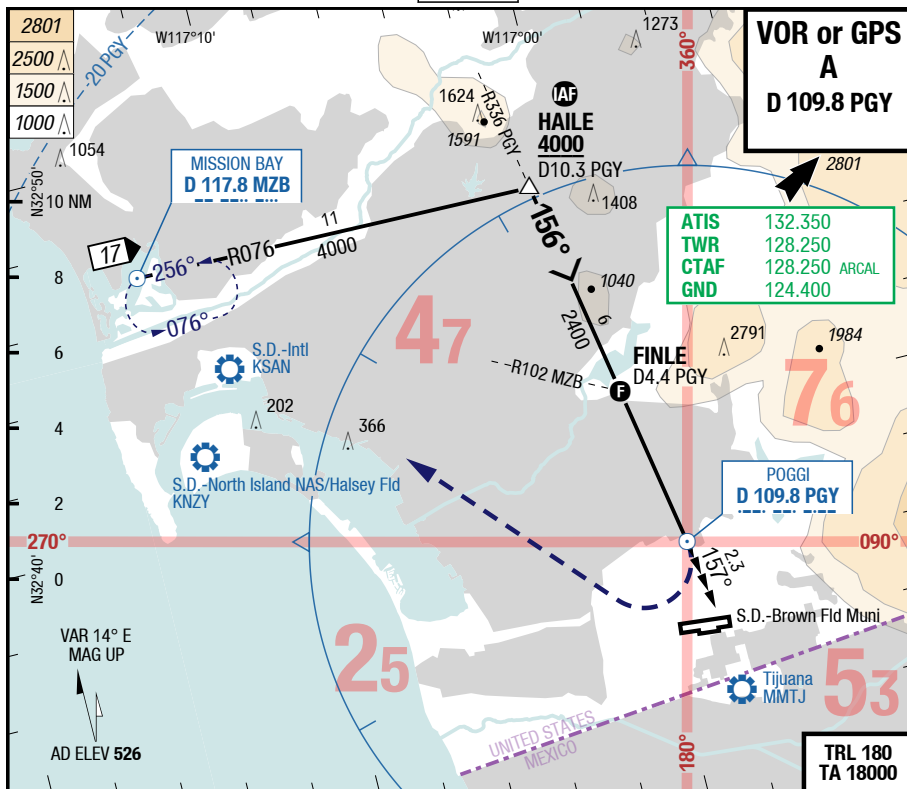 2801
2500
1500
1000
20 PGY
W117°10'
W117°00'
1273
360°
VOR or GPS
A
D 109.8 PGY
2801
1054
MISSION BAY
D 117.8 MZB
N32°50'
10 NM
1624
1591
R336 PGY
IAF
HAILE
4000
D10.3 PGY
1408
ATIS 132.350
TWR 128.250
CTAF 128.250 ARCAL
GND 124.400
17
256°
R076
11
4000
076°
156°
8
1040
6
2400
47
FINLE
D4.4 PGY
R102 MZB
F
2791
1984
76
6
S.D.-Intl
KSAN
202
366
4
S.D.-North Island NAS/Halsey Fld
KNZY
POGGI
D 109.8 PGY
2
270°
090°
N32°40'
0
2.3
157°
S.D.-Brown Fld Muni
VAR 14° E
MAG UP
25
Tijuana
MMTJ
53
AD ELEV 526
UNITED STATES
MEXICO
180°
TRL 180
TA 18000